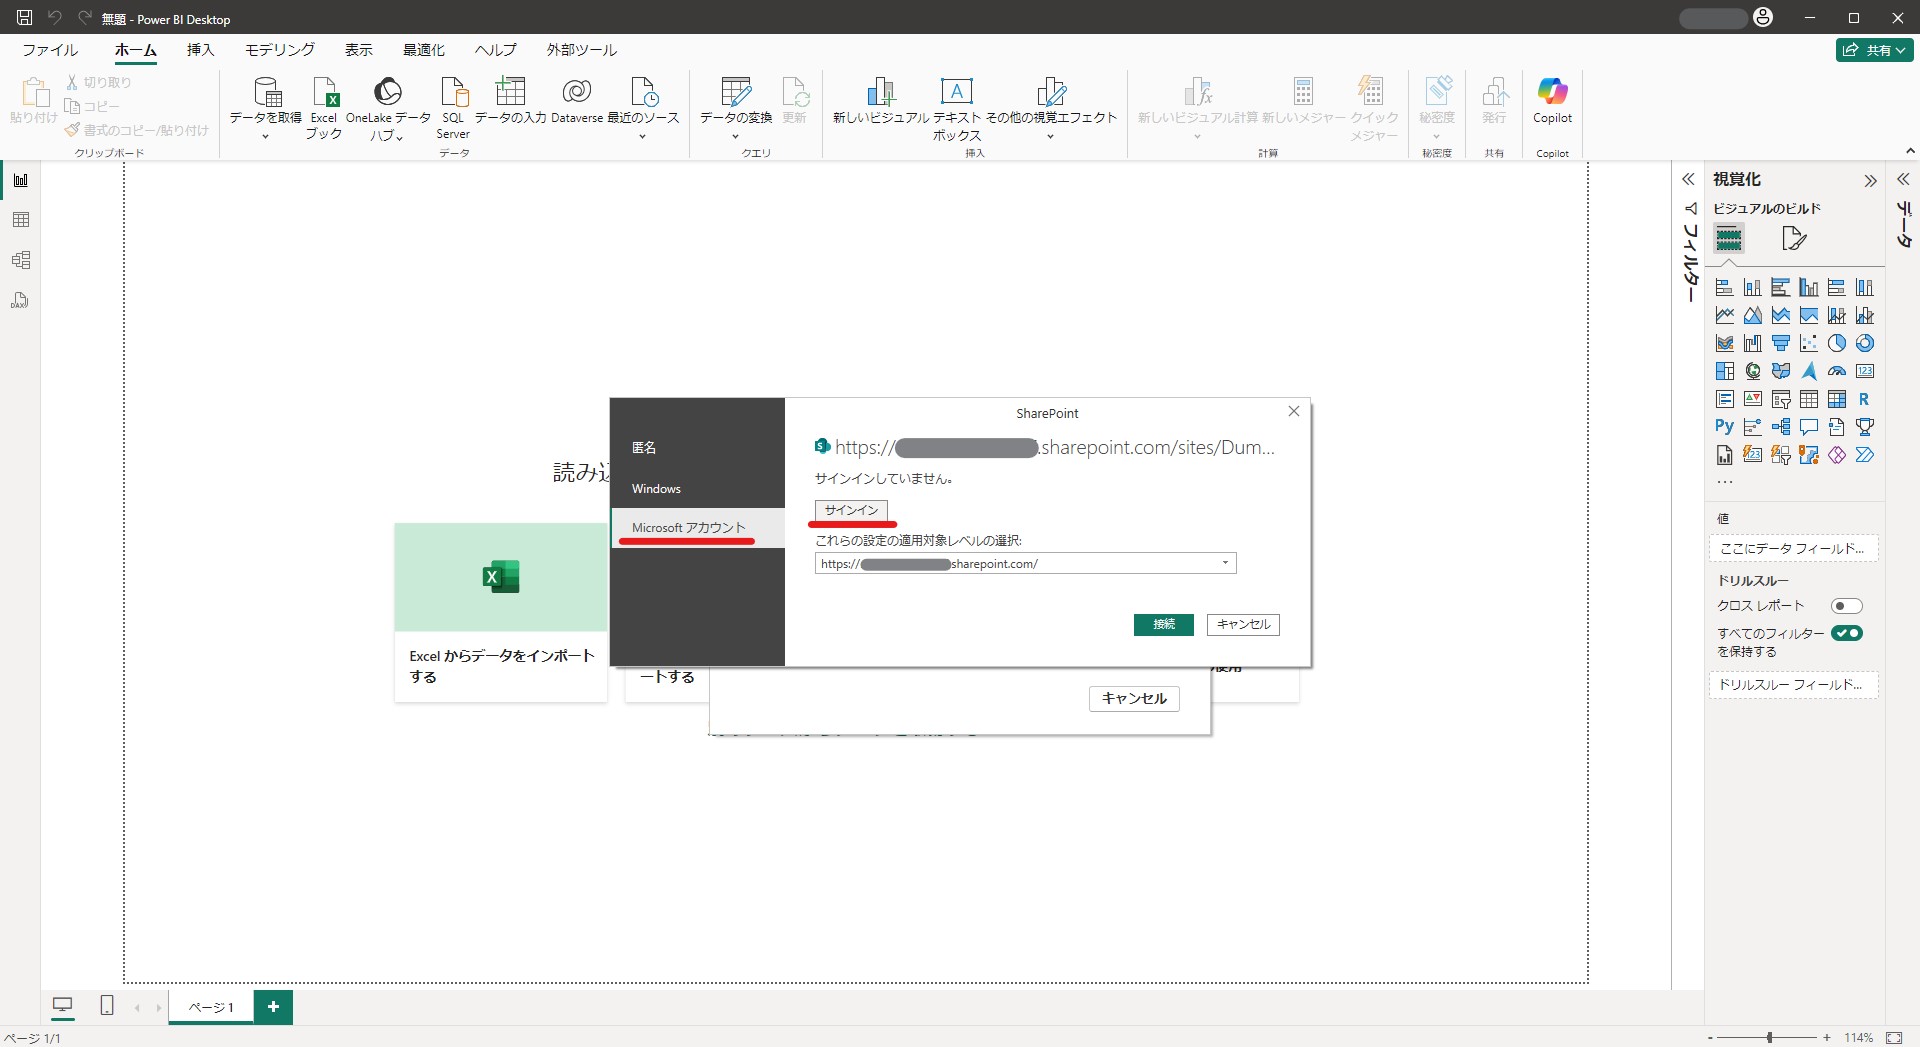 無題 - Power BI Desktop
ファイル
ホーム
挿入
モデリング
表示
最適化
ヘルプ
外部ツール
共有
貼り付け
切り取り
コピー
書式のコピー/貼り付け
クリップボード
データを取得
Excel
ブック
OneLake データ
ハブ
SQL
Server
データの入力
Dataverse
最近のソース
データ
データの変換
更新
クエリ
新しいビジュアル
テキスト
ボックス
その他の視覚エフェクト
挿入
新しいビジュアル計算
新しいメジャー
クイック
メジャー
計算
秘密度
秘密度
発行
共有
Copilot
Copilot
DAX
フィルター
視覚化
ビジュアルのビルド
データ
123
R
Py
123
...
値
ここにデータ フィールド...
ドリルスルー
クロス レポート
すべてのフィルター
を保持する
ドリルスルー フィールド...
読み込
Excel からデータをインポート
する
ートする
SharePoint
匿名
Windows
Microsoft アカウント
https://
.sharepoint.com/sites/Dum...
サインインしていません。
サインイン
これらの設定の適用対象レベルの選択:
https://
sharepoint.com/
接続
キャンセル
キャンセル
ページ 1
+
ページ 1/1
- + 114%